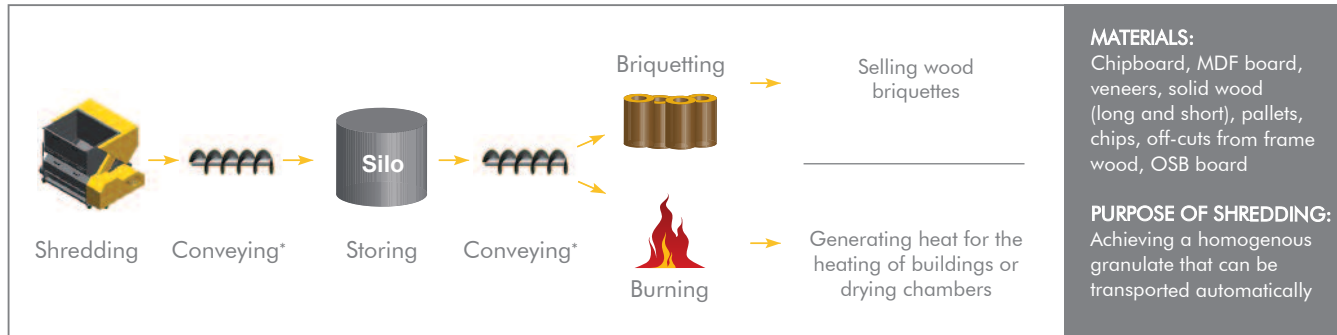 Shredding
Conveying*
Silo
Storing
Conveying*
Briquetting
Selling wood
briquettes
Burning
Generating heat for the
heating of buildings or
drying chambers
MATERIALS:
Chipboard, MDF board,
veneers, solid wood
(long and short), pallets,
chips, off-cuts from frame
wood, OSB board
PURPOSE OF SHREDDING:
Achieving a homogenous
granulate that can be
transported automatically